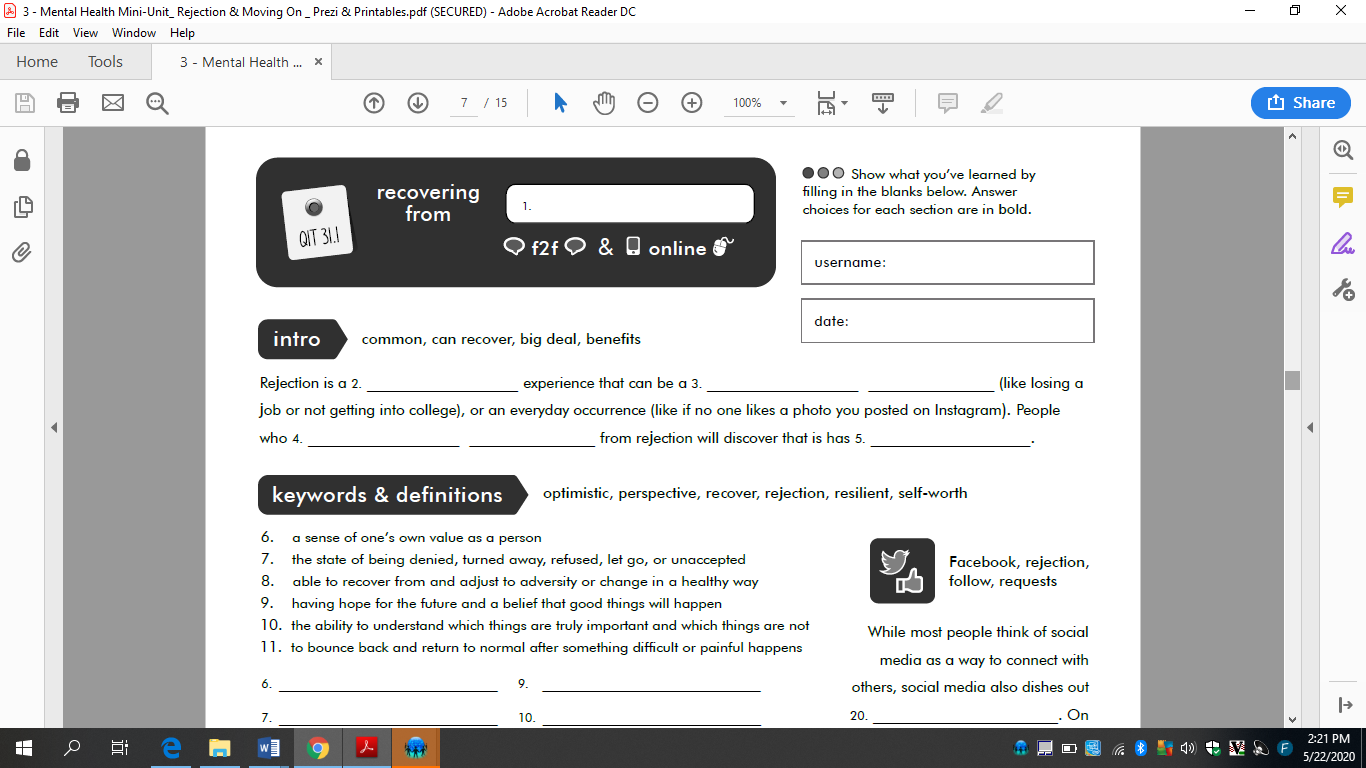 3 - Mental Health Mini-Unit_ Rejection & Moving On _ Prezi & Printables.pdf (SECURED) - Adobe Acrobat Reader DC
File Edit View Window Help
Home Tools 3 - Mental Health ... ×
7 / 15 100% Share
QIT 31.1
recovering
from
1.
f2f & online
Show what you've learned by
filling in the blanks below. Answer
choices for each section are in bold.
username:
date:
intro common, can recover, big deal, benefits
Rejection is a 2. ____________________ experience that can be a 3. ____________________ ________________ (like losing a
job or not getting into college), or an everyday occurrence (like if no one likes a photo you posted on Instagram). People
who 4. ____________________ ________________ from rejection will discover that is has 5. _____________________.
keywords & definitions optimistic, perspective, recover, rejection, resilient, self-worth
6. a sense of one's own value as a person
7. the state of being denied, turned away, refused, let go, or unaccepted
8. able to recover from and adjust to adversity or change in a healthy way
9. having hope for the future and a belief that good things will happen
10. the ability to understand which things are truly important and which things are not
11. to bounce back and return to normal after something difficult or painful happens
6. ____________________________ 9. ____________________________
7. ____________________________ 10. ____________________________
Facebook, rejection,
follow, requests
While most people think of social
media as a way to connect with
others, social media also dishes out
20. ________________________. On
2:21 PM
5/22/2020